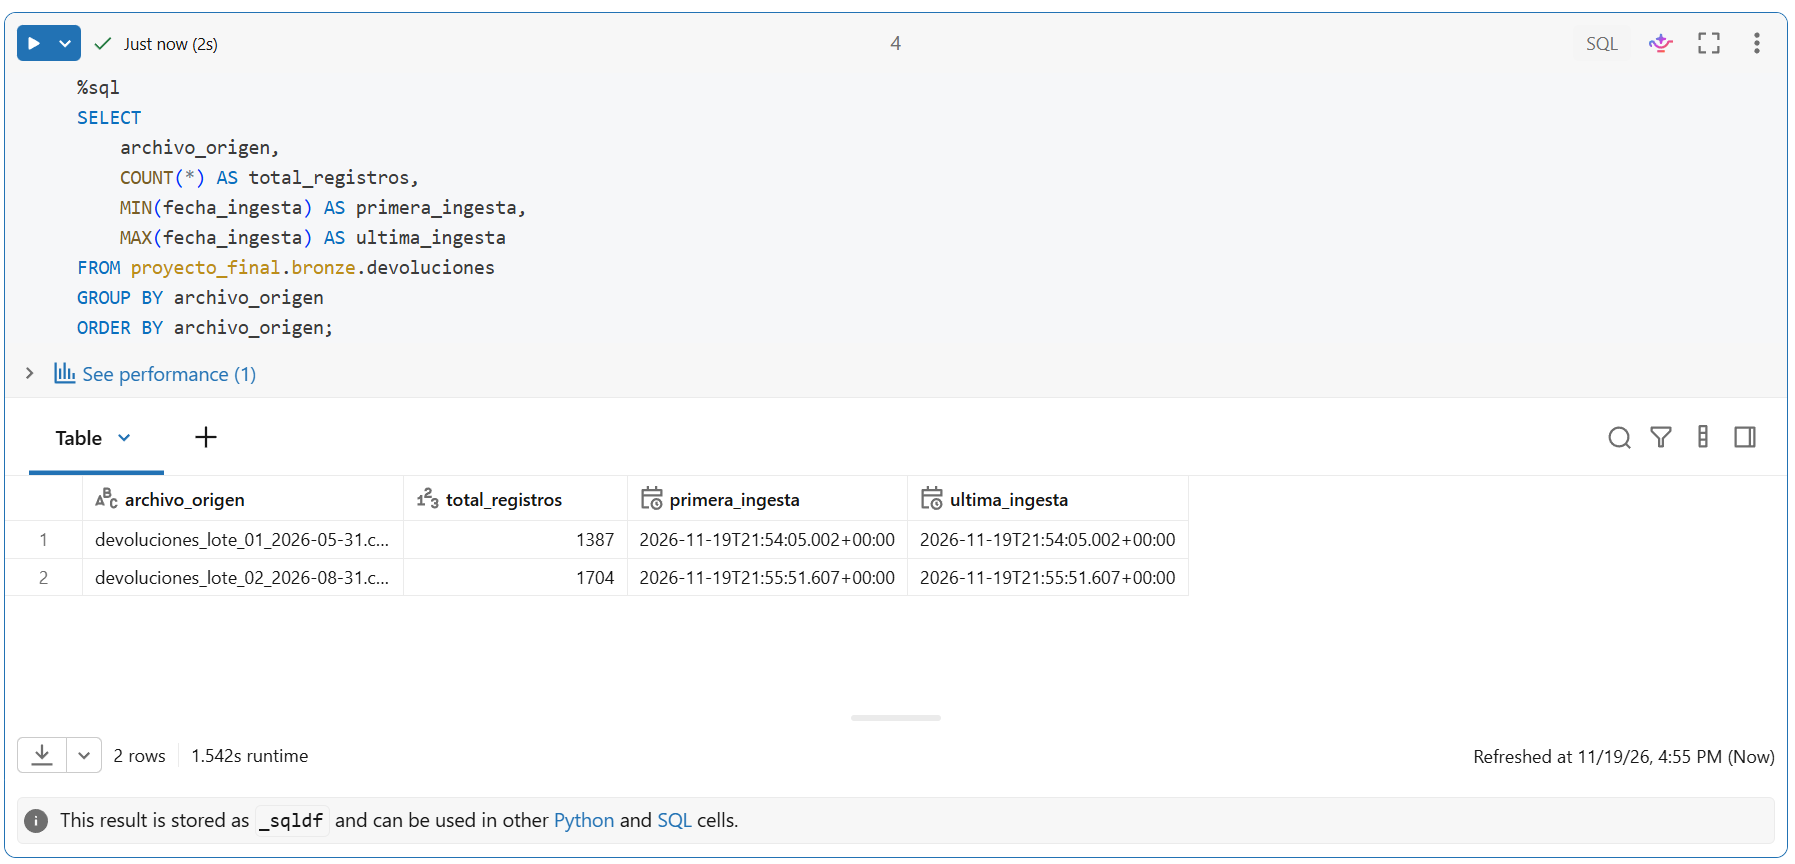 Just now (2s)
4
SQL
%sql
SELECT
archivo_origen,
COUNT(*) AS total_registros,
MIN(fecha_ingesta) AS primera_ingesta,
MAX(fecha_ingesta) AS ultima_ingesta
FROM proyecto_final.bronze.devoluciones
GROUP BY archivo_origen
ORDER BY archivo_origen;
See performance (1)
Table
archivo_origen total_registros primera_ingesta ultima_ingesta
1 devoluciones_lote_01_2026-05-31.c... 1387 2026-11-19T21:54:05.002+00:00 2026-11-19T21:54:05.002+00:00
2 devoluciones_lote_02_2026-08-31.c... 1704 2026-11-19T21:55:51.607+00:00 2026-11-19T21:55:51.607+00:00
2 rows 1.542s runtime
Refreshed at 11/19/26, 4:55 PM (Now)
This result is stored as _sqldf and can be used in other Python and SQL cells.